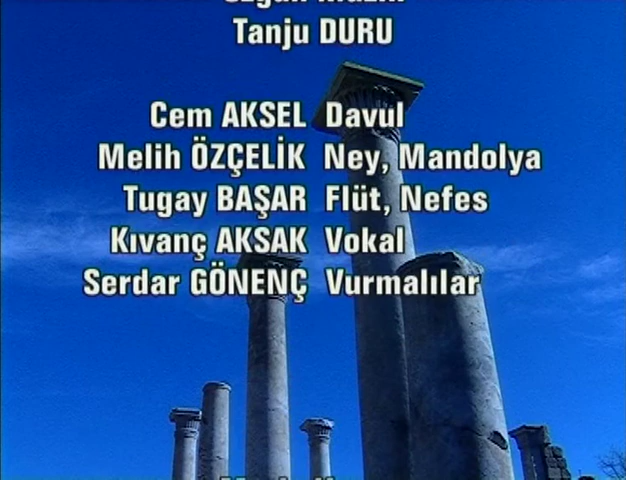 Tanju DURU
Cem AKSEL Davul
Melih ÖZÇELİK Ney, Mandolya
Tugay BAŞAR Flüt, Nefes
Kıvanç AKSAK Vokal
Serdar GÖNENÇ Vurmalılar